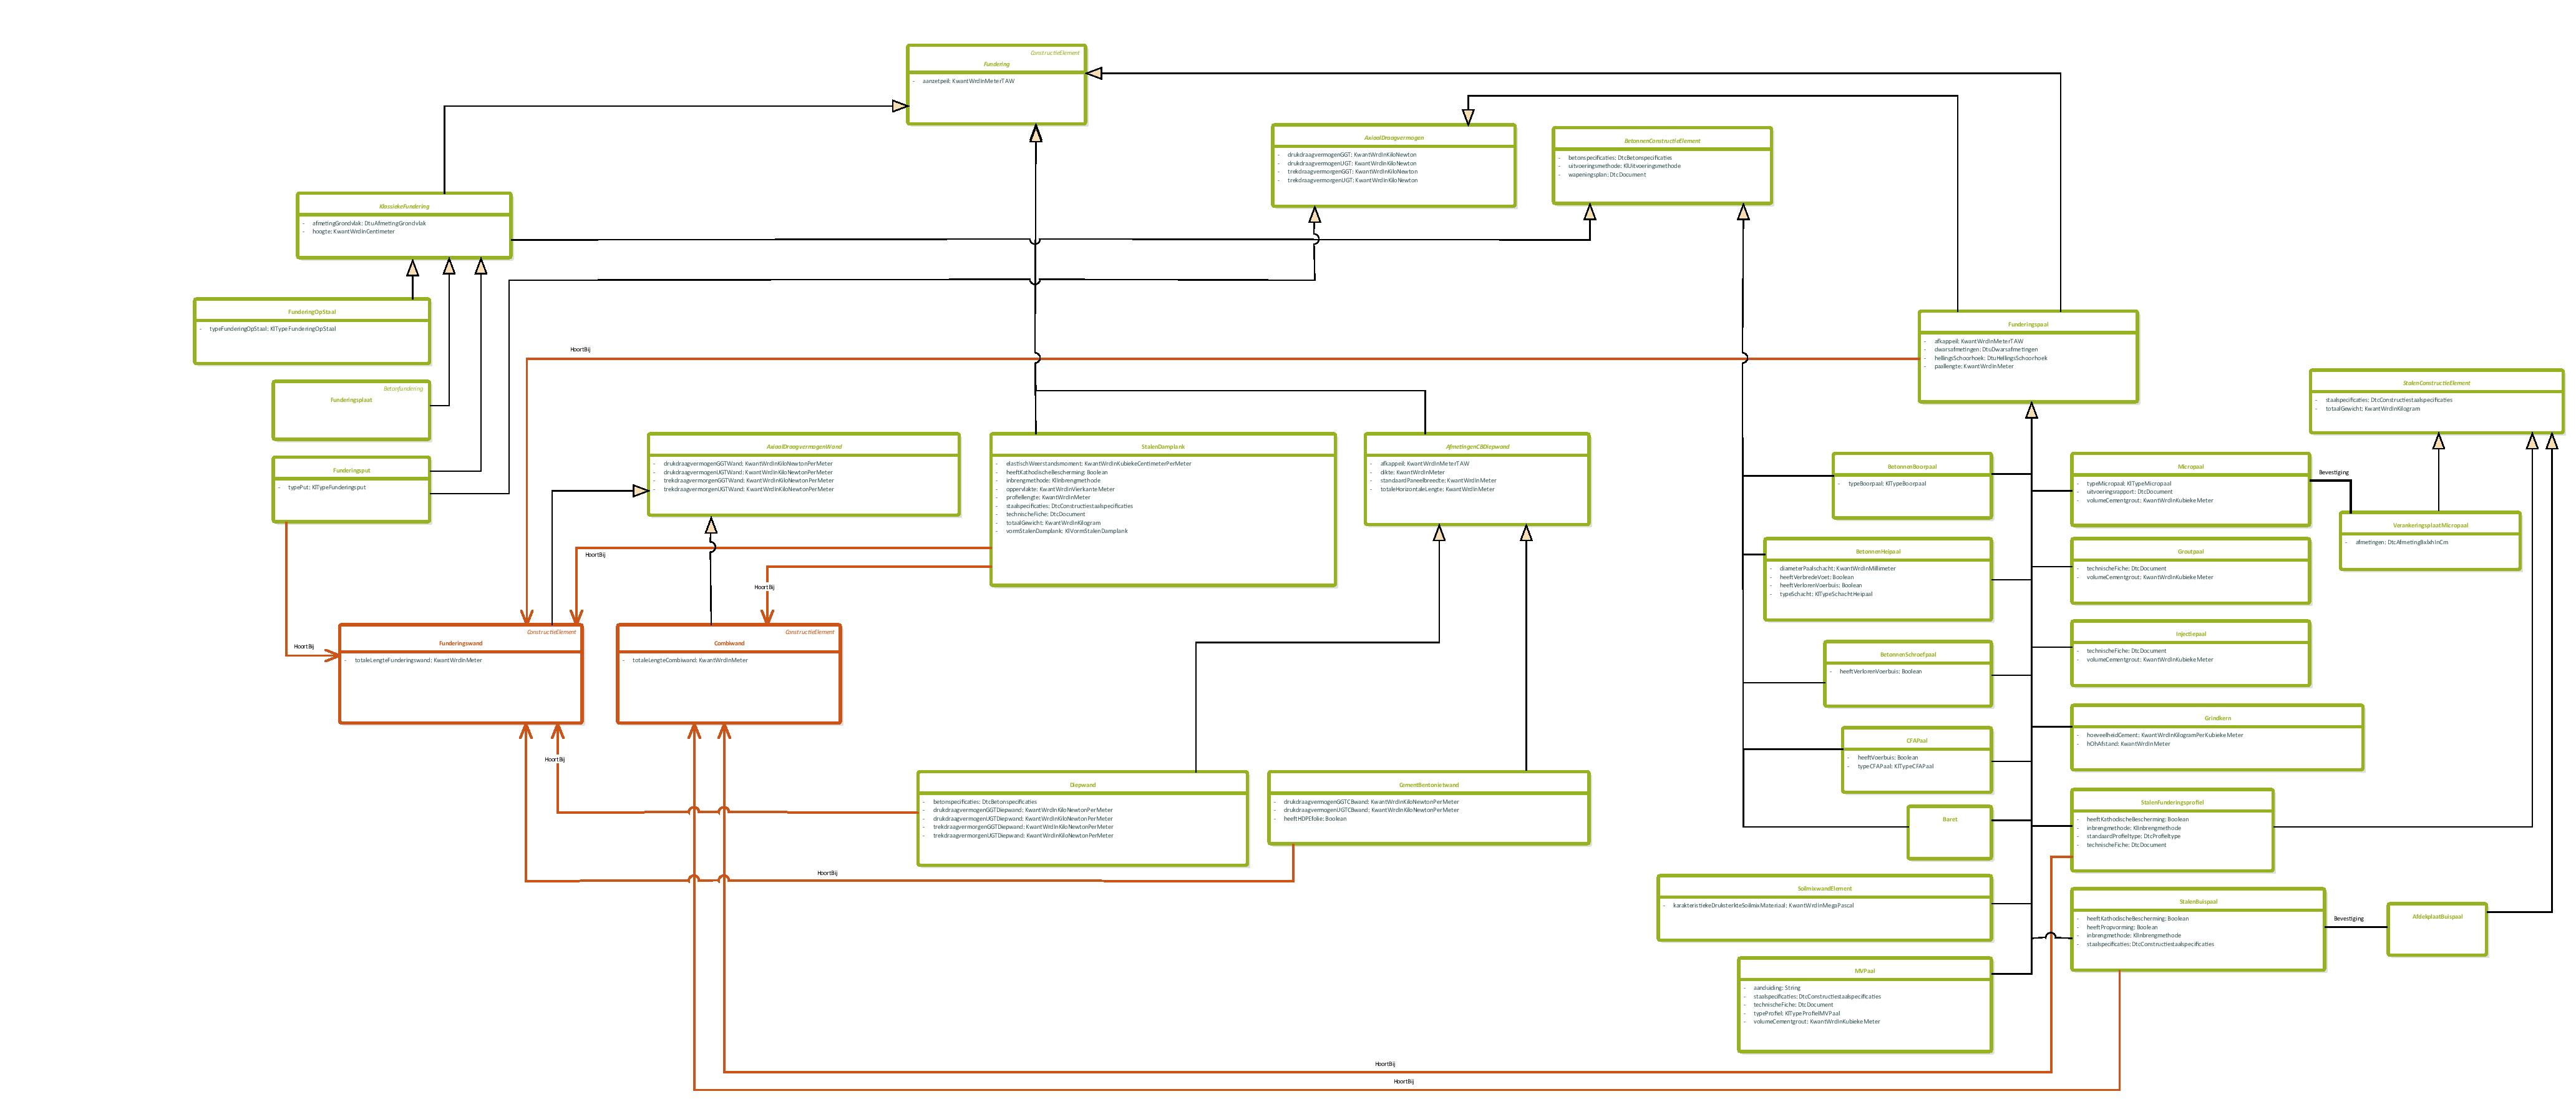 ConstructieElement
Fundering
- aanzetpeil: KwantWrdInMeterTAW
AxiaalDraagvermogen
- drukdraagvermogenGGT: KwantWrdInKiloNewton
- drukdraagvermogenUGT: KwantWrdInKiloNewton
- trekdraagvermorgenGGT: KwantWrdInKiloNewton
- trekdraagvermorgenUGT: KwantWrdInKiloNewton
BetonnenConstructieElement
- betonspecificaties: DtcBetonspecificaties
- uitvoeringsmethode: KlUitvoeringsmethode
- wapeningsplan: DtcDocument
KlassiekeFundering
- afmetingGrondvlak: DtuAfmetingGrondvlak
- hoogte: KwantWrdInCentimeter
FunderingOpStaal
- typeFunderingOpStaal: KlTypeFunderingOpStaal
Funderingspaal
- afkappeil: KwantWrdInMeterTAW
- dwarsafmetingen: DtuDwarsafmetingen
- hellingsSchoorhoek: DtuHellingsSchoorhoek
- paallengte: KwantWrdInMeter
HoortBij
Betonfundering
Funderingsplaat
StalenConstructieElement
- staalspecificaties: DtcConstructiestaalspecificaties
- totaalGewicht: KwantWrdInKilogram
Funderingsput
- typePut: KlTypeFunderingsput
AxiaalDraagvermogenWand
- drukdraagvermogenGGTWand: KwantWrdInKiloNewtonPerMeter
- drukdraagvermogenUGTWand: KwantWrdInKiloNewtonPerMeter
- trekdraagvermogenGGTWand: KwantWrdInKiloNewtonPerMeter
- trekdraagvermogenUGTWand: KwantWrdInKiloNewtonPerMeter
StalenDamplank
- elastischWeerstandsmoment: KwantWrdInKubiekeCentimeterPerMeter
- heeftKathodischeBescherming: Boolean
- inbrengmethode: KlInbrengmethode
- oppervlakte: KwantWrdInVierkanteMeter
- profiellengte: KwantWrdInMeter
- staalspecificaties: DtcConstructiestaalspecificaties
- technischeFiche: DtcDocument
- totaalGewicht: KwantWrdInKilogram
- vormStalenDamplank: KlVormStalenDamplank
AfmetingenCBDiepwand
- afkappeil: KwantWrdInMeterTAW
- dikte: KwantWrdInMeter
- standaardPaneelbreedte: KwantWrdInMeter
- totaleHorizontaleLengte: KwantWrdInMeter
BetonnenBoorpaal
- typeBoorpaal: KlTypeBoorpaal
Micropaal
- typeMicropaal: KlTypeMicropaal
- uitvoeringsrapport: DtcDocument
- volumeCementgrout: KwantWrdInKubiekeMeter
Bevestiging
VerankeringsplaatMicropaal
- afmetingen: DtcAfmetingBxlxhInCm
HoortBij
HoortBij
BetonnenHeipaal
- diameterPaalschacht: KwantWrdInMillimeter
- heeftVerbredeVoet: Boolean
- heeftVerlorenVoerbuis: Boolean
- typeSchacht: KlTypeSchachtHeipaal
Groutpaal
- technischeFiche: DtcDocument
- volumeCementgrout: KwantWrdInKubiekeMeter
HoortBij
ConstructieElement
Funderingswand
- totaleLengteFunderingswand: KwantWrdInMeter
ConstructieElement
Combiwand
- totaleLengteCombiwand: KwantWrdInMeter
BetonnenSchroefpaal
- heeftVerlorenVoerbuis: Boolean
Injectiepaal
- technischeFiche: DtcDocument
- volumeCementgrout: KwantWrdInKubiekeMeter
CFAPaal
- heeftVoerbuis: Boolean
- typeCFAPaal: KlTypeCFAPaal
Grindkern
- hoeveelheidCement: KwantWrdInKilogramPerKubiekeMeter
- hOhAfstand: KwantWrdInMeter
HoortBij
Diepwand
- betonspecificaties: DtcBetonspecificaties
- drukdraagvermogenGGTDiepwand: KwantWrdInKiloNewtonPerMeter
- drukdraagvermogenUGTDiepwand: KwantWrdInKiloNewtonPerMeter
- trekdraagvermorgenGGTDiepwand: KwantWrdInKiloNewtonPerMeter
- trekdraagvermorgenUGTDiepwand: KwantWrdInKiloNewtonPerMeter
CementBentonietwand
- drukdraagvermogenGGTCBwand: KwantWrdInKiloNewtonPerMeter
- drukdraagvermogenUGTCBwand: KwantWrdInKiloNewtonPerMeter
- heeftHDPEfolie: Boolean
Baret
StalenFunderingsprofiel
- heeftKathodischeBescherming: Boolean
- inbrengmethode: KlInbrengmethode
- standaardProfieltype: DtcProfieltype
- technischeFiche: DtcDocument
HoortBij
SoilmixwandElement
- karakteristiekeDruksterkteSoilmixMateriaal: KwantWrdInMegaPascal
StalenBuispaal
- heeftKathodischeBescherming: Boolean
- heeftPropvorming: Boolean
- inbrengmethode: KlInbrengmethode
- staalspecificaties: DtcConstructiestaalspecificaties
Bevestiging
AfdekplaatBuispaal
MVPaal
- aanduiding: String
- staalspecificaties: DtcConstructiestaalspecificaties
- technischeFiche: DtcDocument
- typeProfiel: KlTypeProfielMVPaal
- volumeCementgrout: KwantWrdInKubiekeMeter
HoortBij
HoortBij